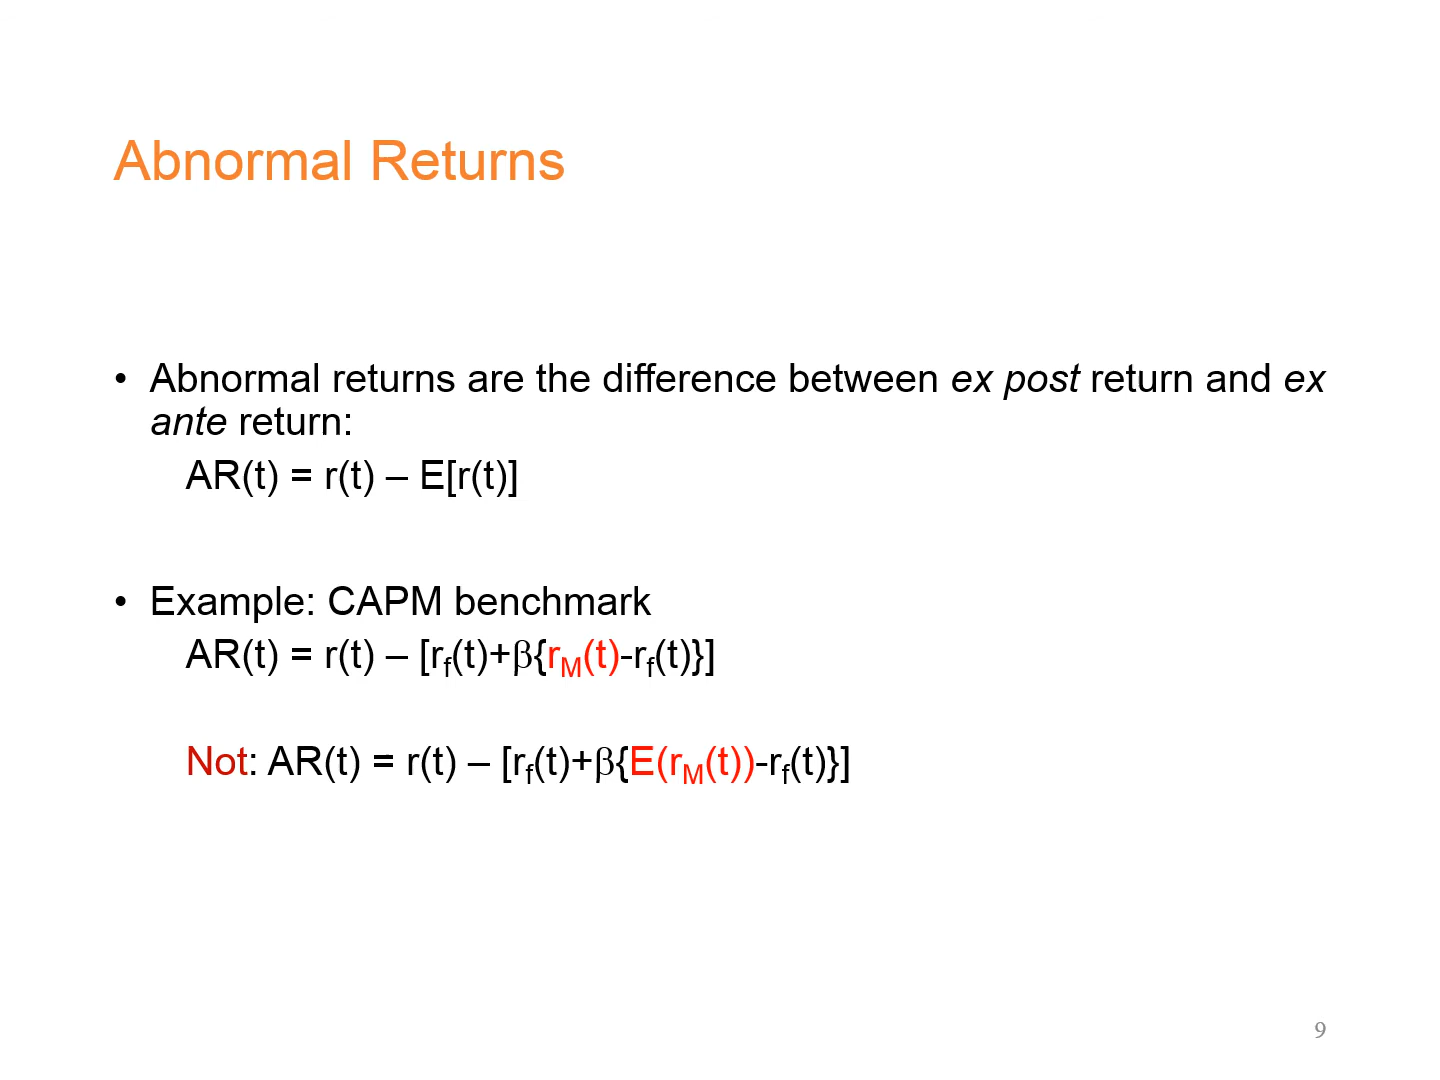 Abnormal Returns
• Abnormal returns are the difference between ex post return and ex
ante return:
AR(t) = r(t) – E[r(t)]
• Example: CAPM benchmark
AR(t) = r(t) – [rf(t)+β{rM(t)-rf(t)}]
Not: AR(t) = r(t) – [rf(t)+β{E(rM(t))-rf(t)}]
9